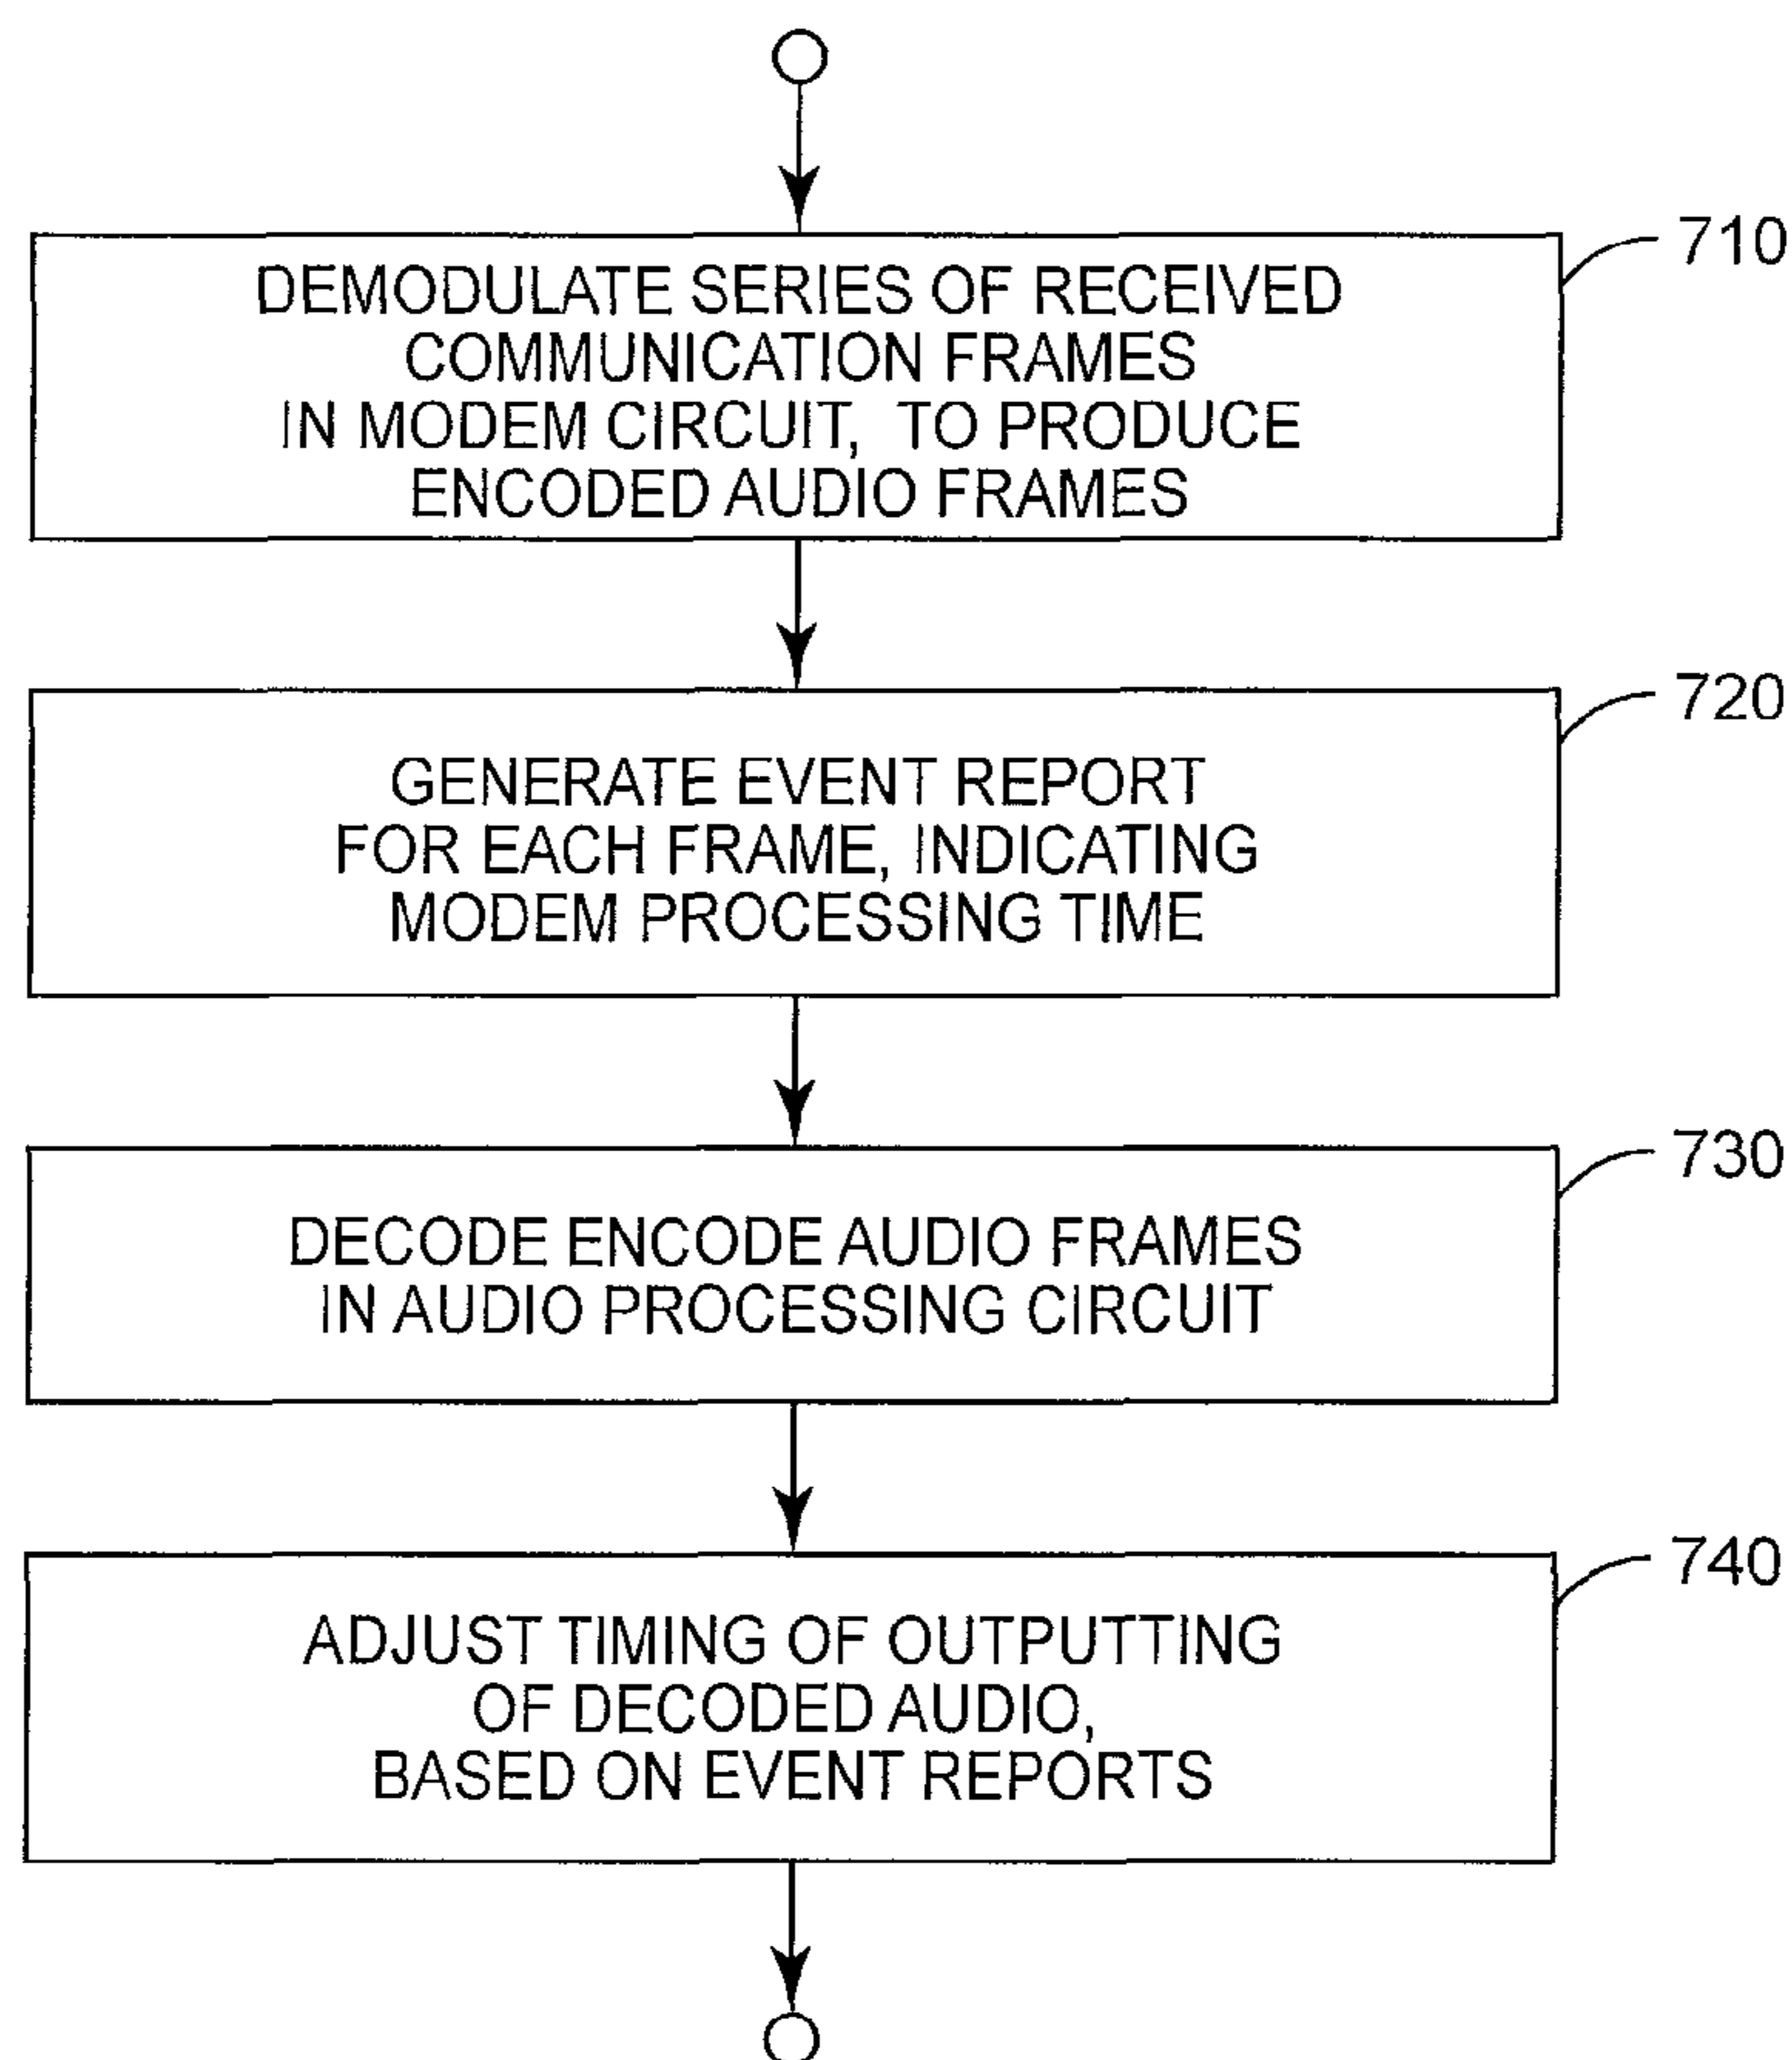 710
DEMODULATE SERIES OF RECEIVED
COMMUNICATION FRAMES
IN MODEM CIRCUIT, TO PRODUCE
ENCODED AUDIO FRAMES
720
GENERATE EVENT REPORT
FOR EACH FRAME, INDICATING
MODEM PROCESSING TIME
730
DECODE ENCODE AUDIO FRAMES
IN AUDIO PROCESSING CIRCUIT
740
ADJUST TIMING OF OUTPUTTING
OF DECODED AUDIO,
BASED ON EVENT REPORTS